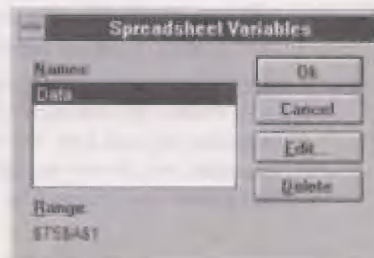 Spreadsheet Variables
Names:
Data
Ok
Cancel
Edit...
Delete
Range: